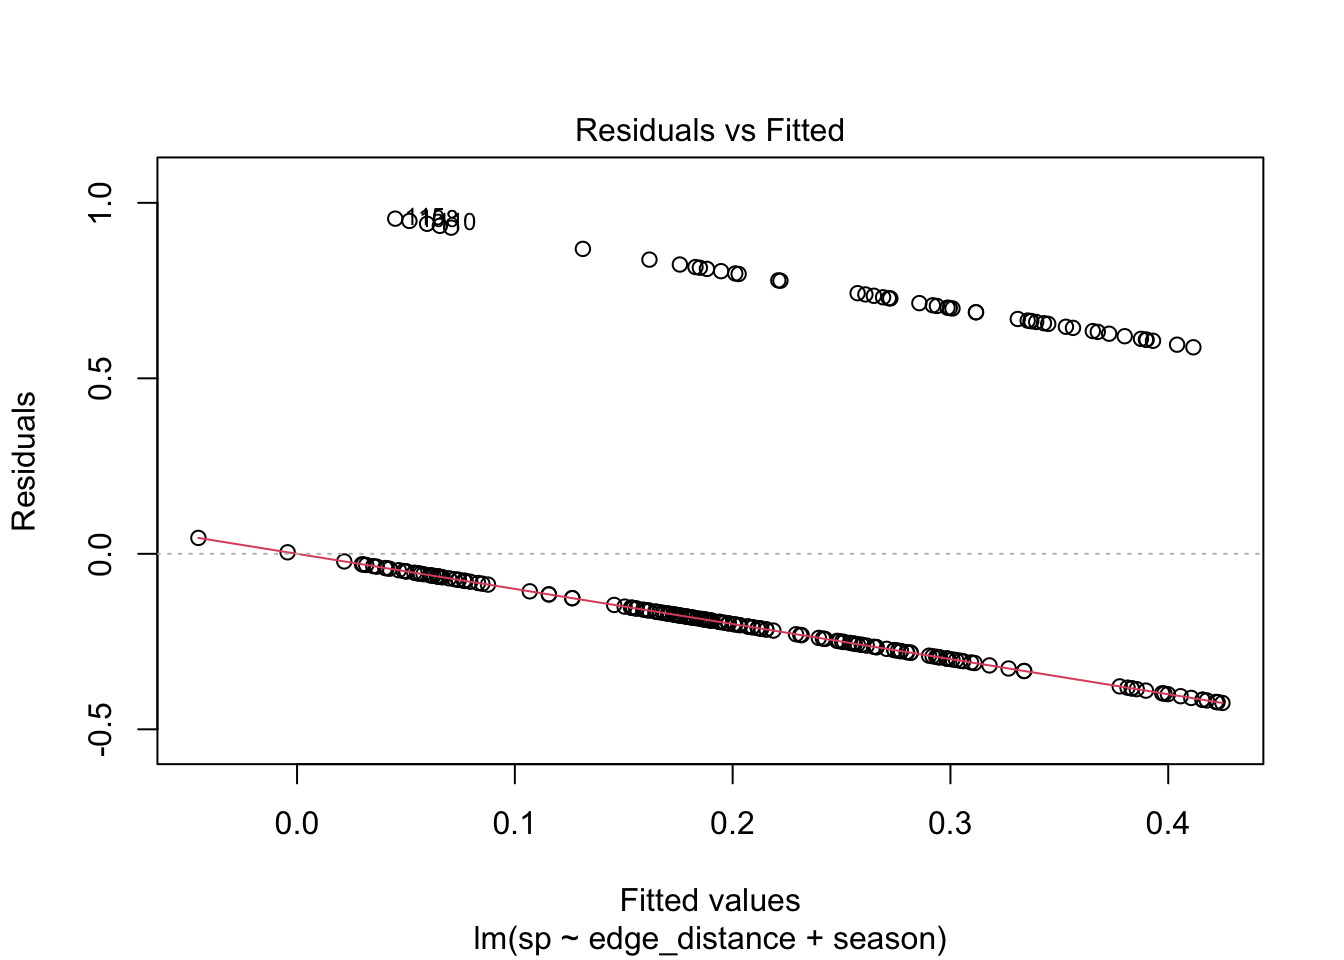 Residuals vs Fitted
Residuals
1.0
0.5
0.0
-0.5
0.0 0.1 0.2 0.3 0.4
Fitted values
lm(sp ~ edge_distance + season)